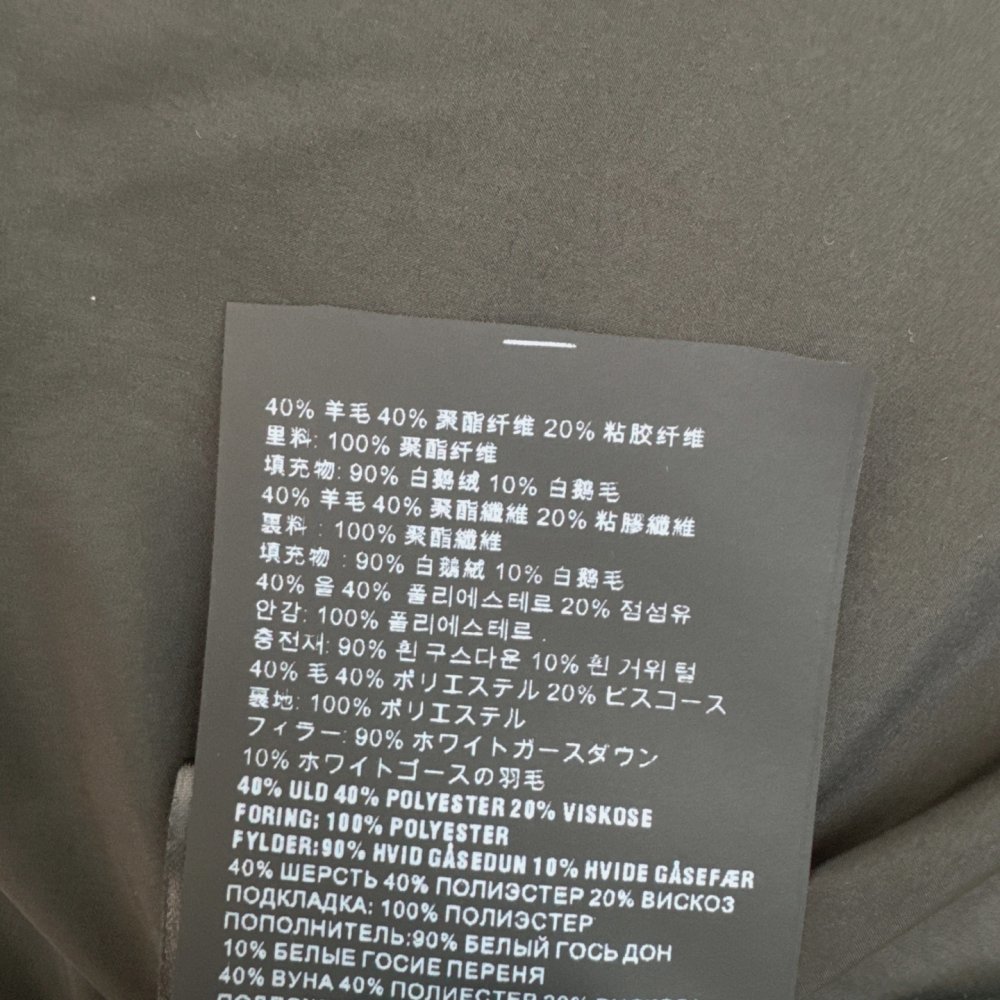 40% 羊毛 40% 聚酯纤维 20% 粘胶纤维
里料: 100% 聚酯纤维
填充物: 90% 白鹅绒 10% 白鹅毛
40% 羊毛 40% 聚酯纖維 20% 粘膠纖維
裏料 : 100% 聚酯纖維
填充物 : 90% 白鵝絨 10% 白鵝毛
40% 울 40% 폴리에스테르 20% 점섬유
안감: 100% 폴리에스테르 .
충전재: 90% 흰 구스다운 10% 흰 거위 털
40% 毛 40% ポリエステル 20% ビスコース
裏地: 100% ポリエステル
フィラー: 90% ホワイトガースダウン
10% ホワイトゴースの羽毛
40% ULD 40% POLYESTER 20% VISKOSE
FORING: 100% POLYESTER
FYLDER:90% HVID GÅSEDUN 10% HVIDE GÅSEFÆR
40% ШЕРСТЬ 40% ПОЛИЭСТЕР 20% ВИСКОЗ
ПОДКЛАДКА: 100% ПОЛИЭСТЕР
ПОПОЛНИТЕЛЬ:90% БЕЛЫЙ ГОСЬ ДОН
10% БЕЛЫЕ ГОСИЕ ПЕРЕНЯ
40% ВУНА 40% ПОЛИЕСТЕР 20%